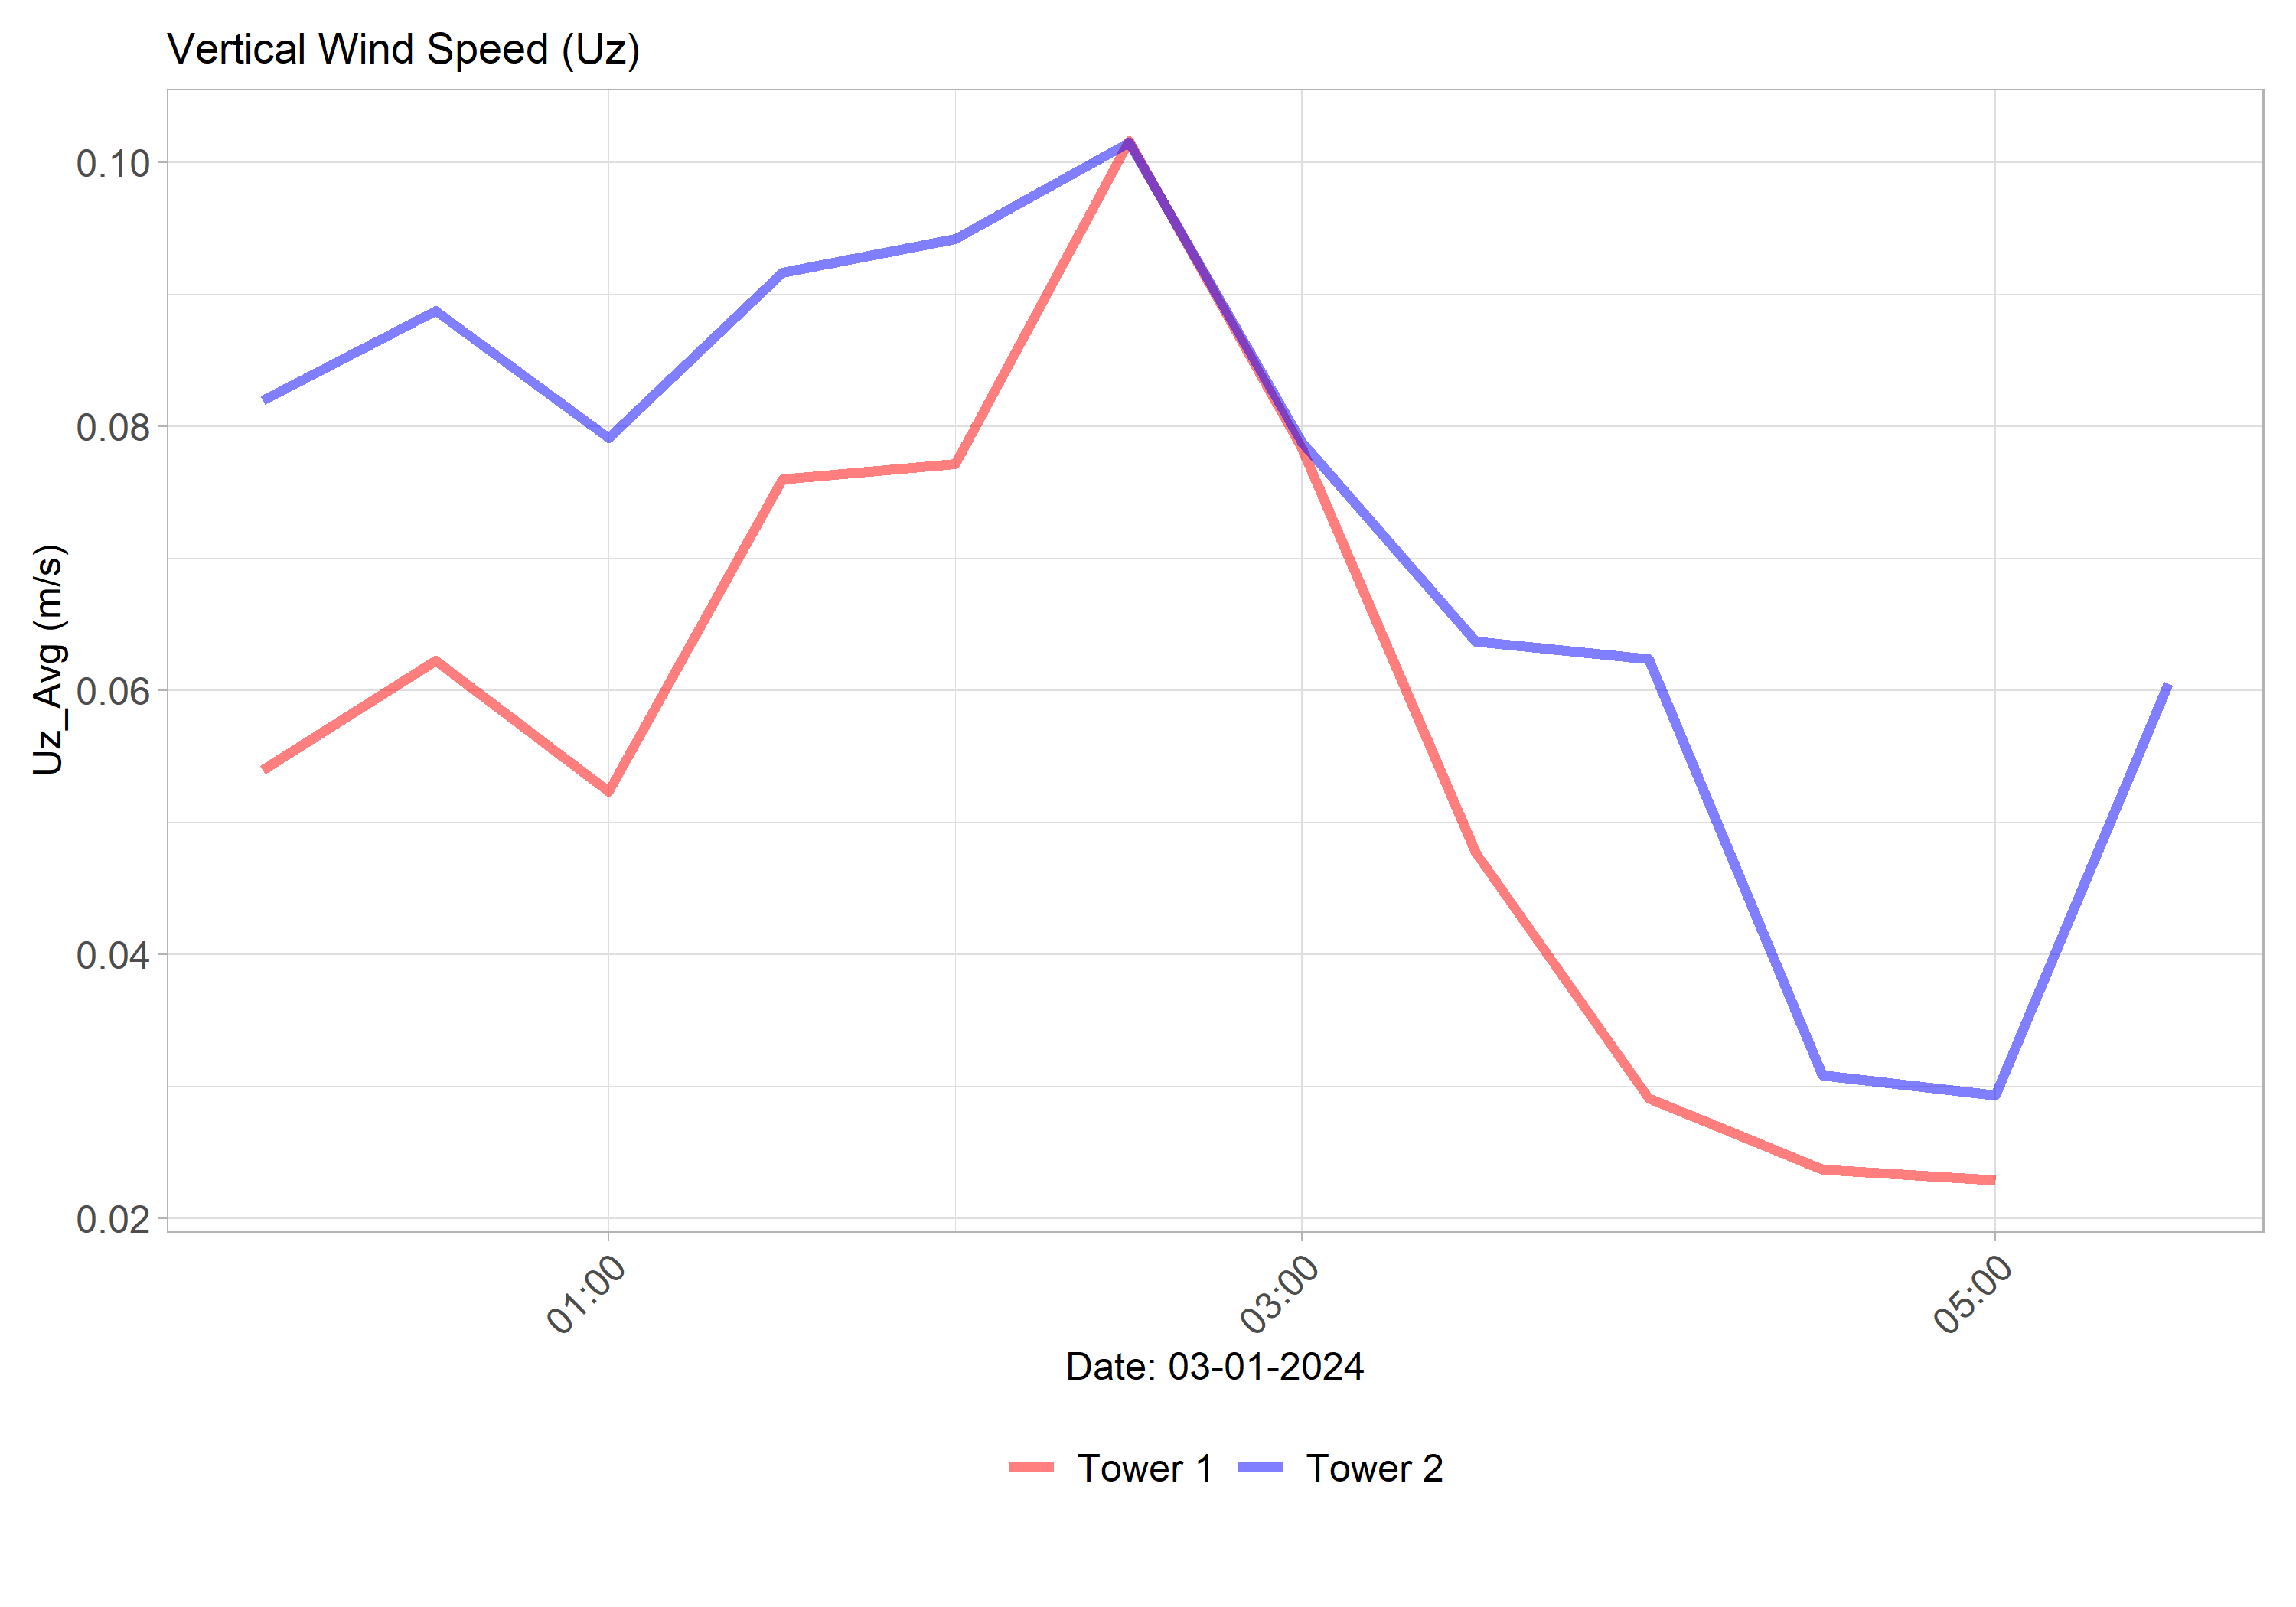 Vertical Wind Speed (Uz)
0.10
0.08
0.06
0.04
0.02
Uz_Avg (m/s)
01:00
03:00
05:00
Date: 03-01-2024
Tower 1
Tower 2